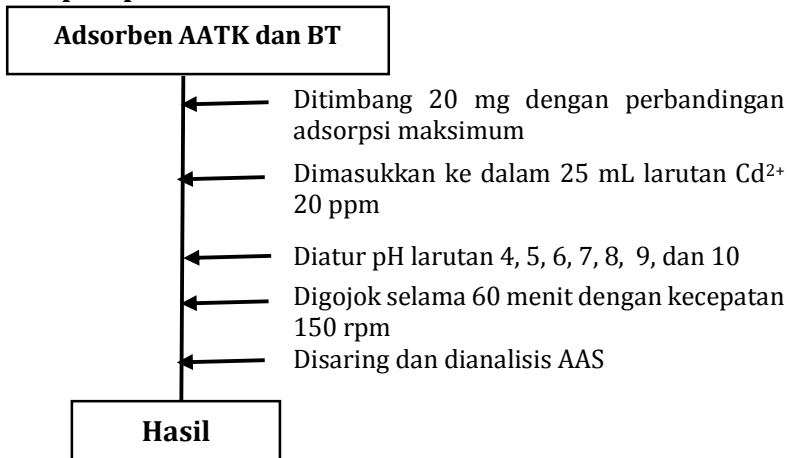 Adsorben AATK dan BT
Ditimbang 20 mg dengan perbandingan
adsorpsi maksimum
Dimasukkan ke dalam 25 mL larutan Cd²⁺
20 ppm
Diatur pH larutan 4, 5, 6, 7, 8, 9, dan 10
Digojok selama 60 menit dengan kecepatan
150 rpm
Disaring dan dianalisis AAS
Hasil